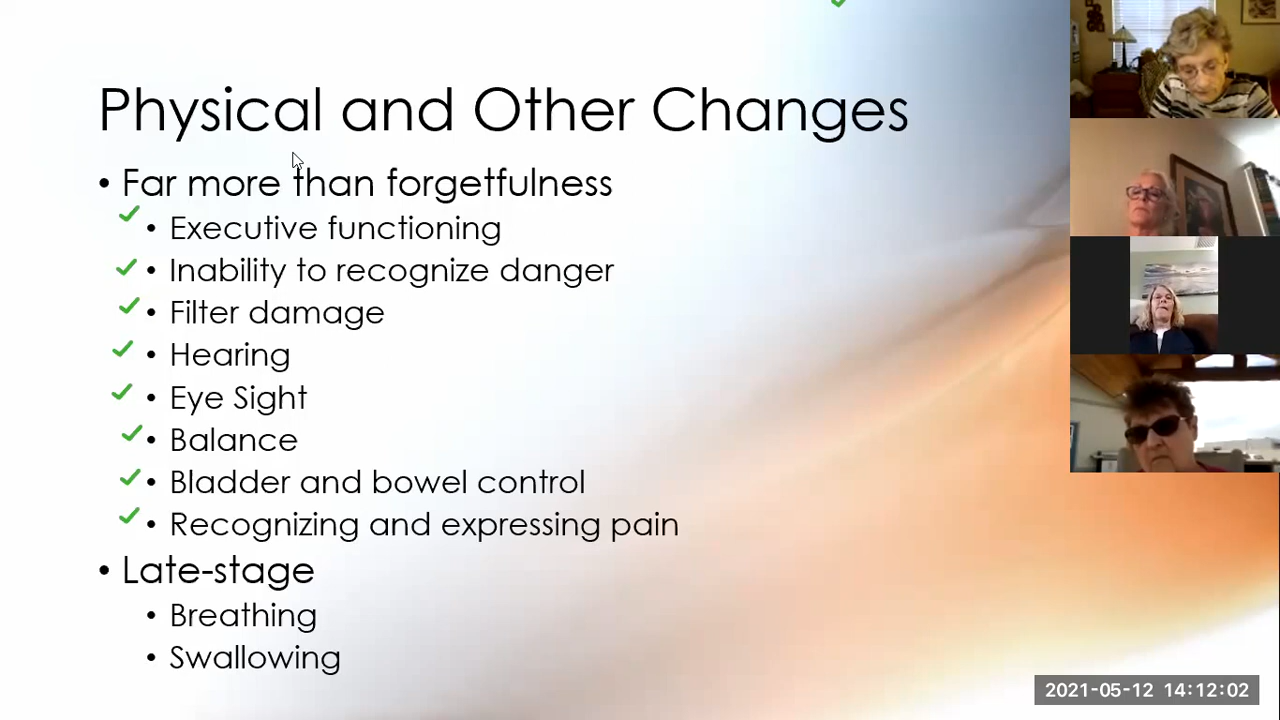 Physical and Other Changes
• Far more than forgetfulness
• Executive functioning
• Inability to recognize danger
• Filter damage
• Hearing
• Eye Sight
• Balance
• Bladder and bowel control
• Recognizing and expressing pain
• Late-stage
• Breathing
• Swallowing
2021-05-12 14:12:02